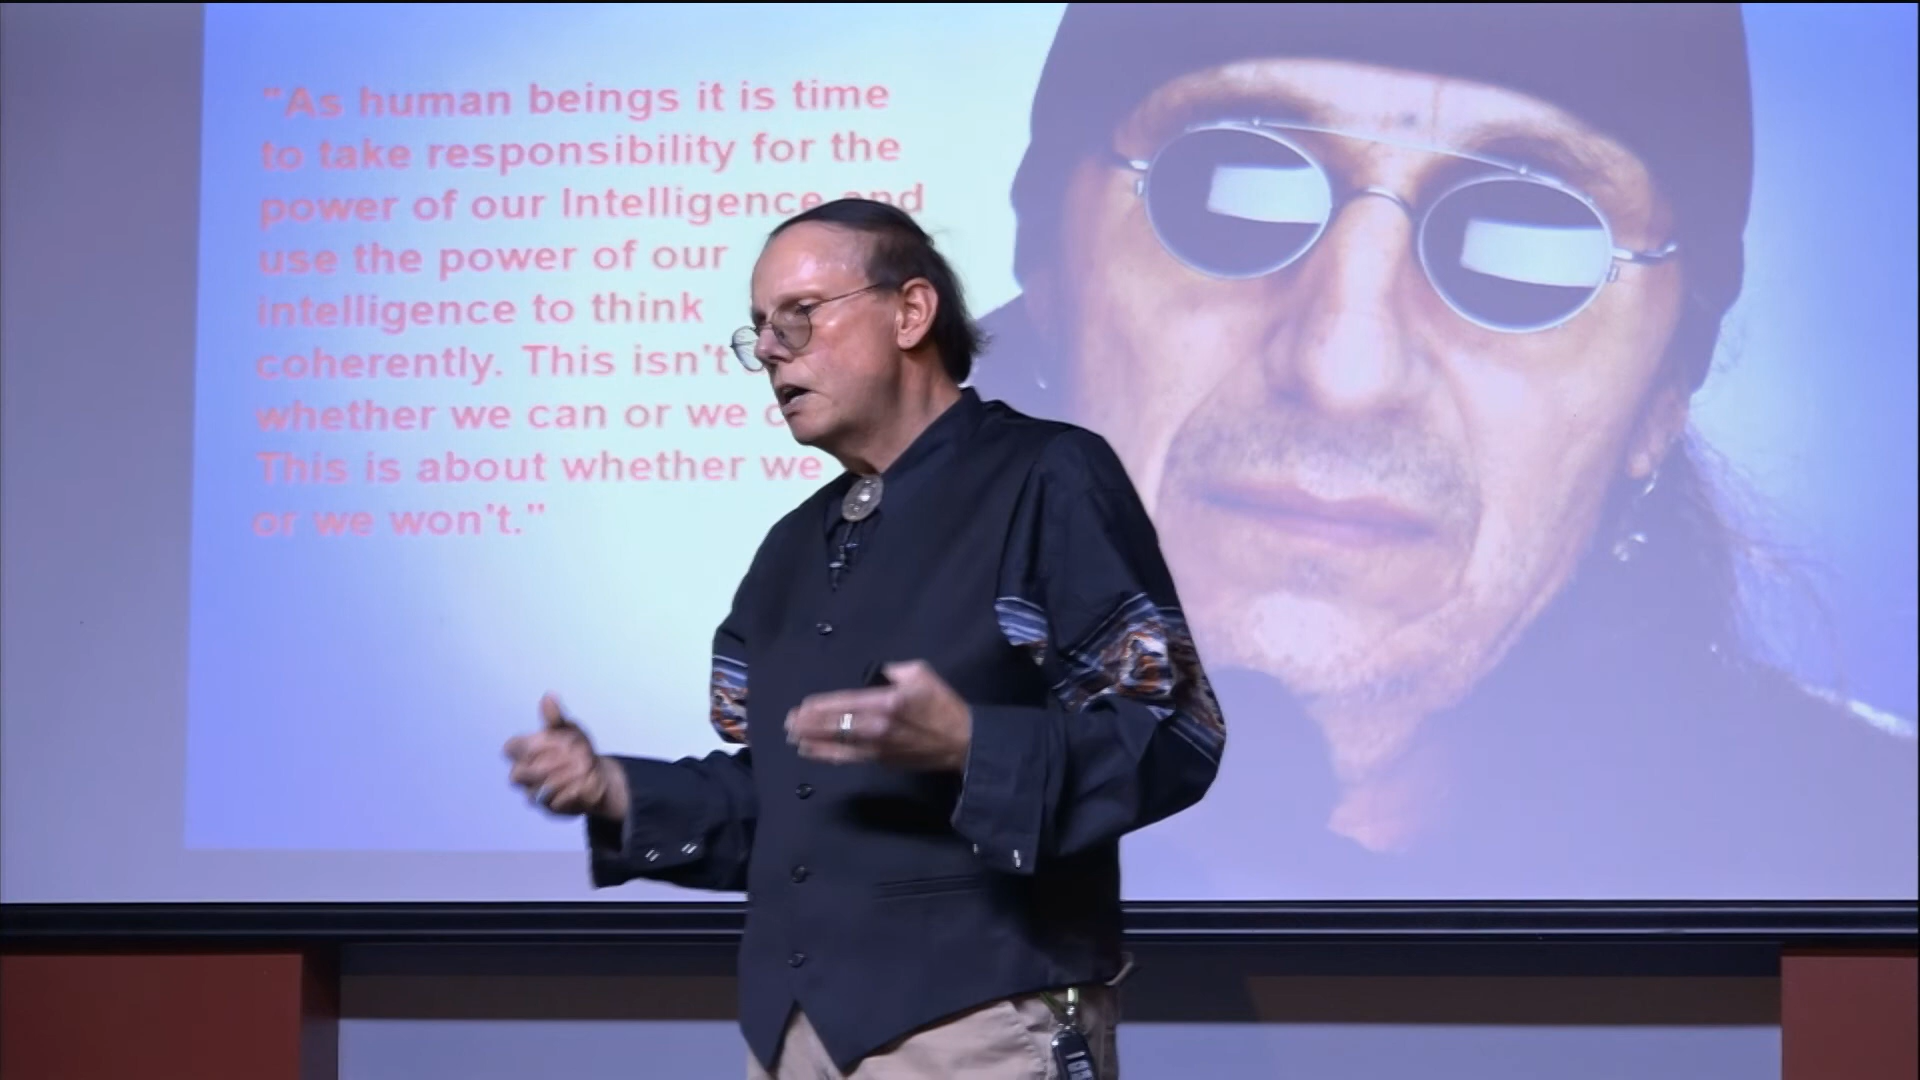 "As human beings it is time
to take responsibility for the
power of our Intelligence and
use the power of our
intelligence to think
coherently. This isn't
whether we can or we
This is about whether we
or we won't."